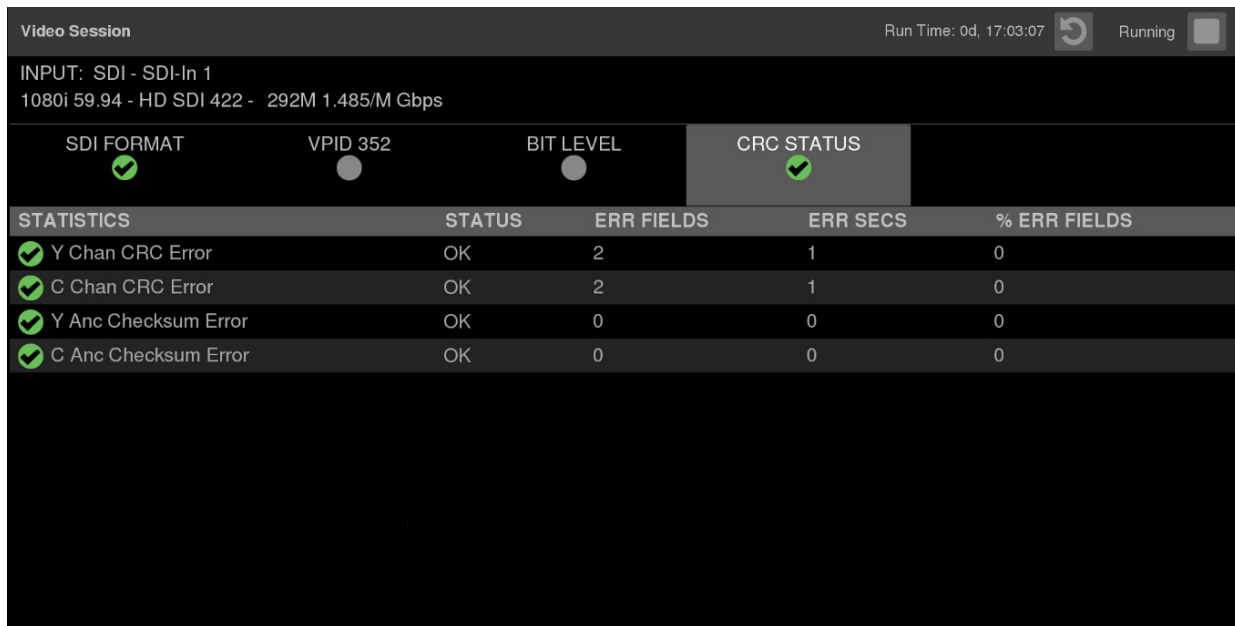 Video Session Run Time: 0d, 17:03:07 Running
INPUT: SDI - SDI-In 1
1080i 59.94 - HD SDI 422 - 292M 1.485/M Gbps
SDI FORMAT VPID 352 BIT LEVEL CRC STATUS
STATISTICS STATUS ERR FIELDS ERR SECS % ERR FIELDS
Y Chan CRC Error OK 2 1 0
C Chan CRC Error OK 2 1 0
Y Anc Checksum Error OK 0 0 0
C Anc Checksum Error OK 0 0 0